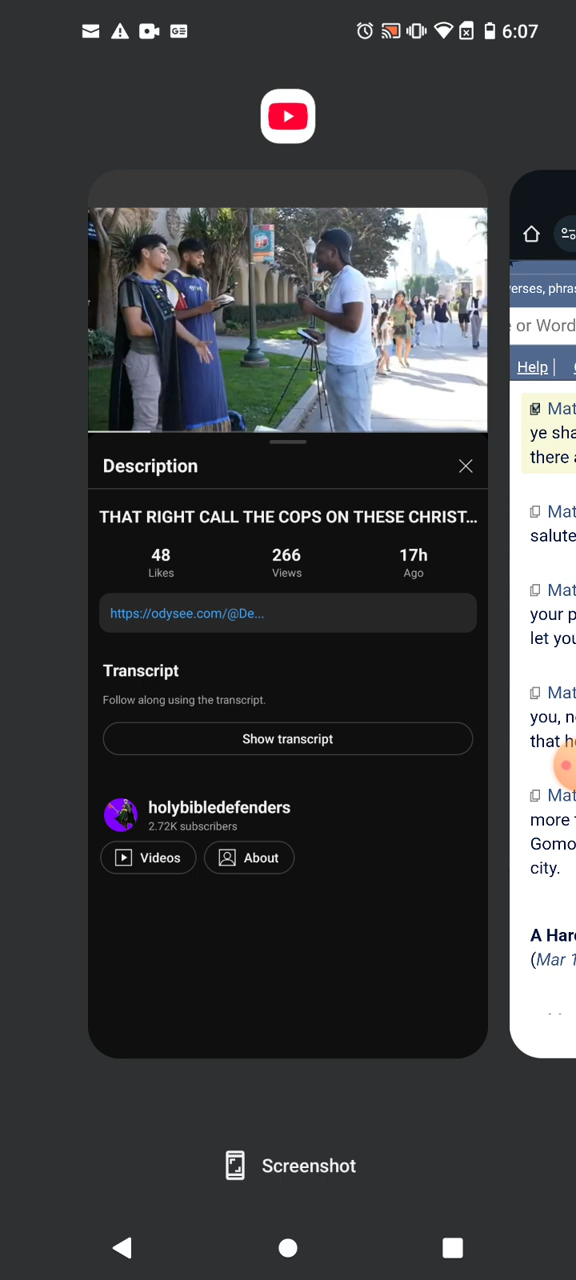 6:07
Description
THAT RIGHT CALL THE COPS ON THESE CHRIST...
48
266
17h
Likes
Views
Ago
https://odysee.com/@De...
Transcript
Follow along using the transcript.
Show transcript
holybibledefenders
2.72K subscribers
Videos
About
verses, phras
e or Word
Help
Mat
ye sha
there a
Mat
salute
Mat
your p
let you
Mat
you, n
that h
Mat
more t
Gomo
city.
A Hard
(Mar 1
Screenshot